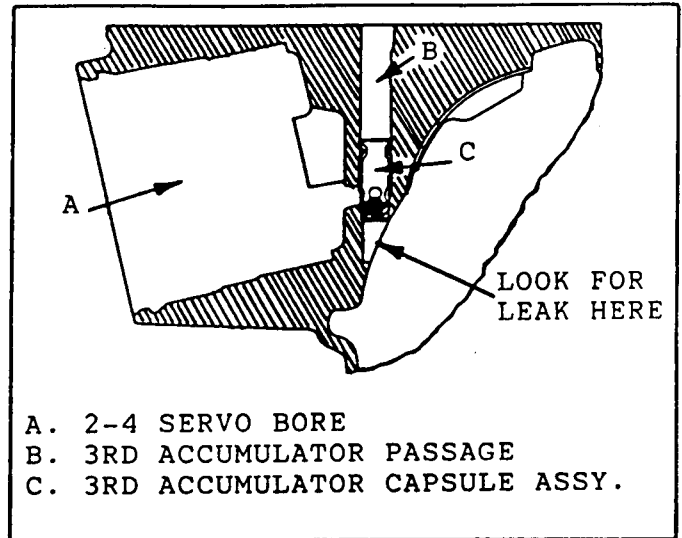 B
C
A
LOOK FOR
LEAK HERE
A. 2-4 SERVO BORE
B. 3RD ACCUMULATOR PASSAGE
C. 3RD ACCUMULATOR CAPSULE ASSY.